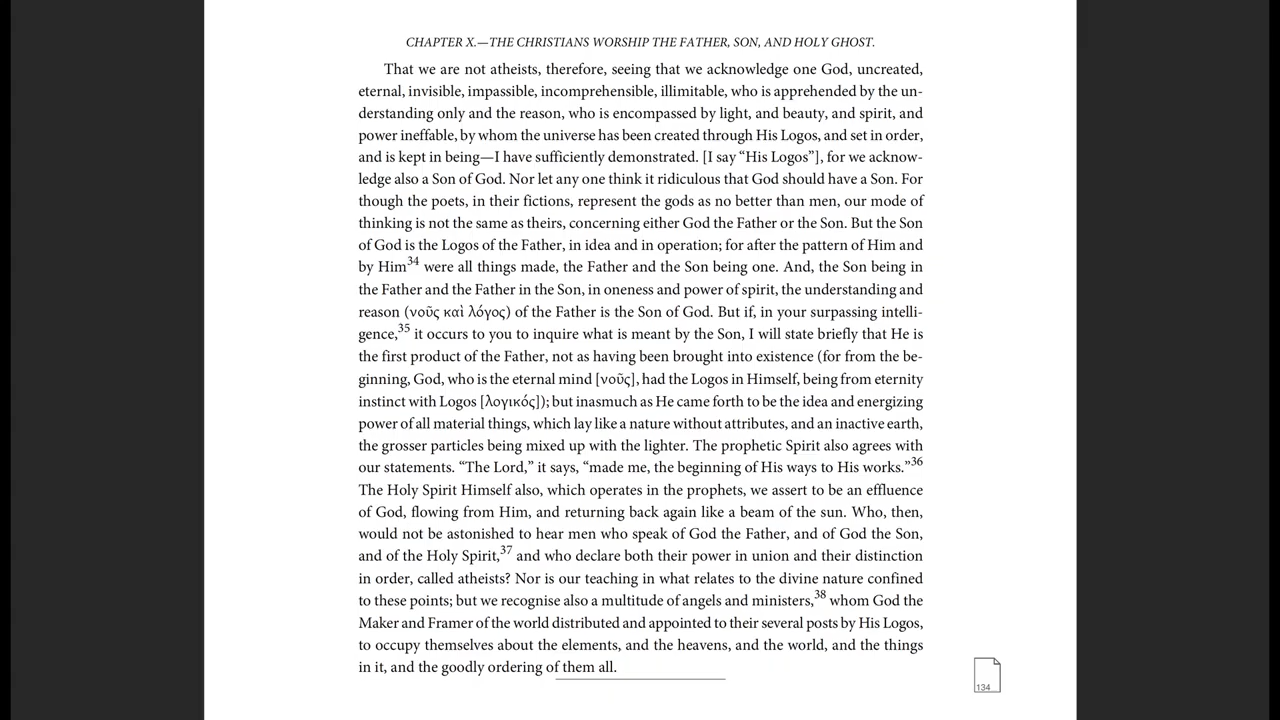 CHAPTER X.—THE CHRISTIANS WORSHIP THE FATHER, SON, AND HOLY GHOST.
That we are not atheists, therefore, seeing that we acknowledge one God, uncreated,
eternal, invisible, impassible, incomprehensible, illimitable, who is apprehended by the un-
derstanding only and the reason, who is encompassed by light, and beauty, and spirit, and
power ineffable, by whom the universe has been created through His Logos, and set in order,
and is kept in being—I have sufficiently demonstrated. [I say “His Logos”], for we acknow-
ledge also a Son of God. Nor let any one think it ridiculous that God should have a Son. For
though the poets, in their fictions, represent the gods as no better than men, our mode of
thinking is not the same as theirs, concerning either God the Father or the Son. But the Son
of God is the Logos of the Father, in idea and in operation; for after the pattern of Him and
by Him34 were all things made, the Father and the Son being one. And, the Son being in
the Father and the Father in the Son, in oneness and power of spirit, the understanding and
reason (νοῦς καὶ λόγος) of the Father is the Son of God. But if, in your surpassing intelli-
gence,35 it occurs to you to inquire what is meant by the Son, I will state briefly that He is
the first product of the Father, not as having been brought into existence (for from the be-
ginning, God, who is the eternal mind [νοῦς], had the Logos in Himself, being from eternity
instinct with Logos [λογικός]); but inasmuch as He came forth to be the idea and energizing
power of all material things, which lay like a nature without attributes, and an inactive earth,
the grosser particles being mixed up with the lighter. The prophetic Spirit also agrees with
our statements. “The Lord,” it says, “made me, the beginning of His ways to His works.”36
The Holy Spirit Himself also, which operates in the prophets, we assert to be an effluence
of God, flowing from Him, and returning back again like a beam of the sun. Who, then,
would not be astonished to hear men who speak of God the Father, and of God the Son,
and of the Holy Spirit,37 and who declare both their power in union and their distinction
in order, called atheists? Nor is our teaching in what relates to the divine nature confined
to these points; but we recognise also a multitude of angels and ministers,38 whom God the
Maker and Framer of the world distributed and appointed to their several posts by His Logos,
to occupy themselves about the elements, and the heavens, and the world, and the things
in it, and the goodly ordering of them all.
134